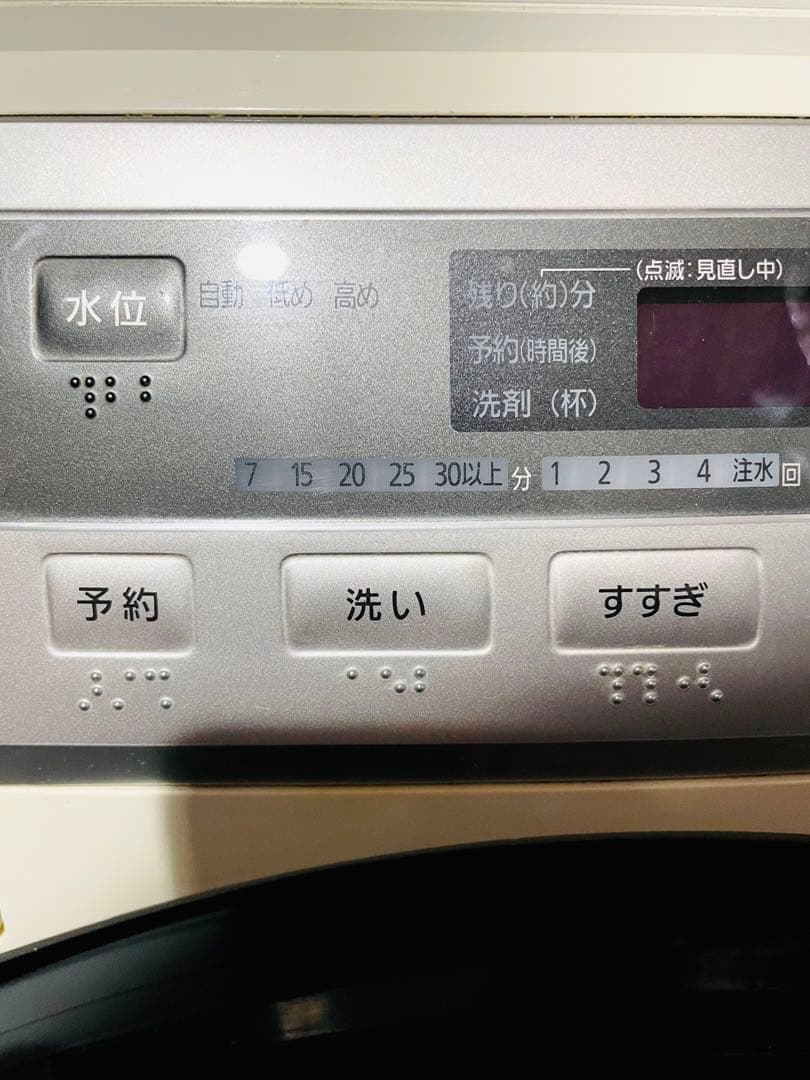 水位
自動 低め 高め
(点滅:見直し中)
残り(約)分
予約(時間後)
洗剤 (杯)
7 15 20 25 30以上 分
1 2 3 4 注水 回
予約
洗い
すすぎ